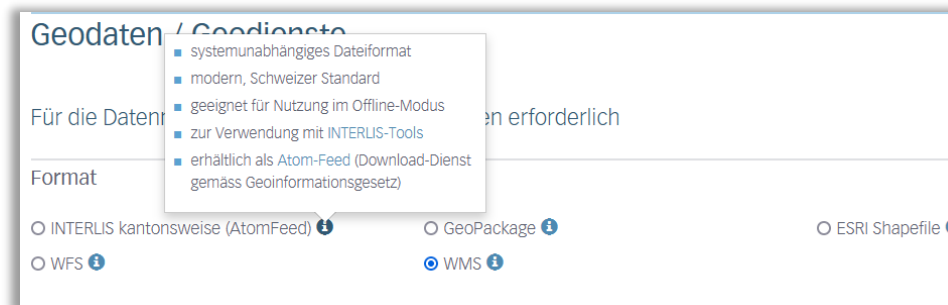 Geodaten / Geodienste
systemunabhängiges Dateiformat
modern, Schweizer Standard
geeignet für Nutzung im Offline-Modus
zur Verwendung mit INTERLIS-Tools
erhältlich als Atom-Feed (Download-Dienst
gemäss Geoinformationsgesetz)
Für die en erforderlich
Format
INTERLIS kantonsweise (AtomFeed)
GeoPackage
ESRI Shapefile
WFS
WMS